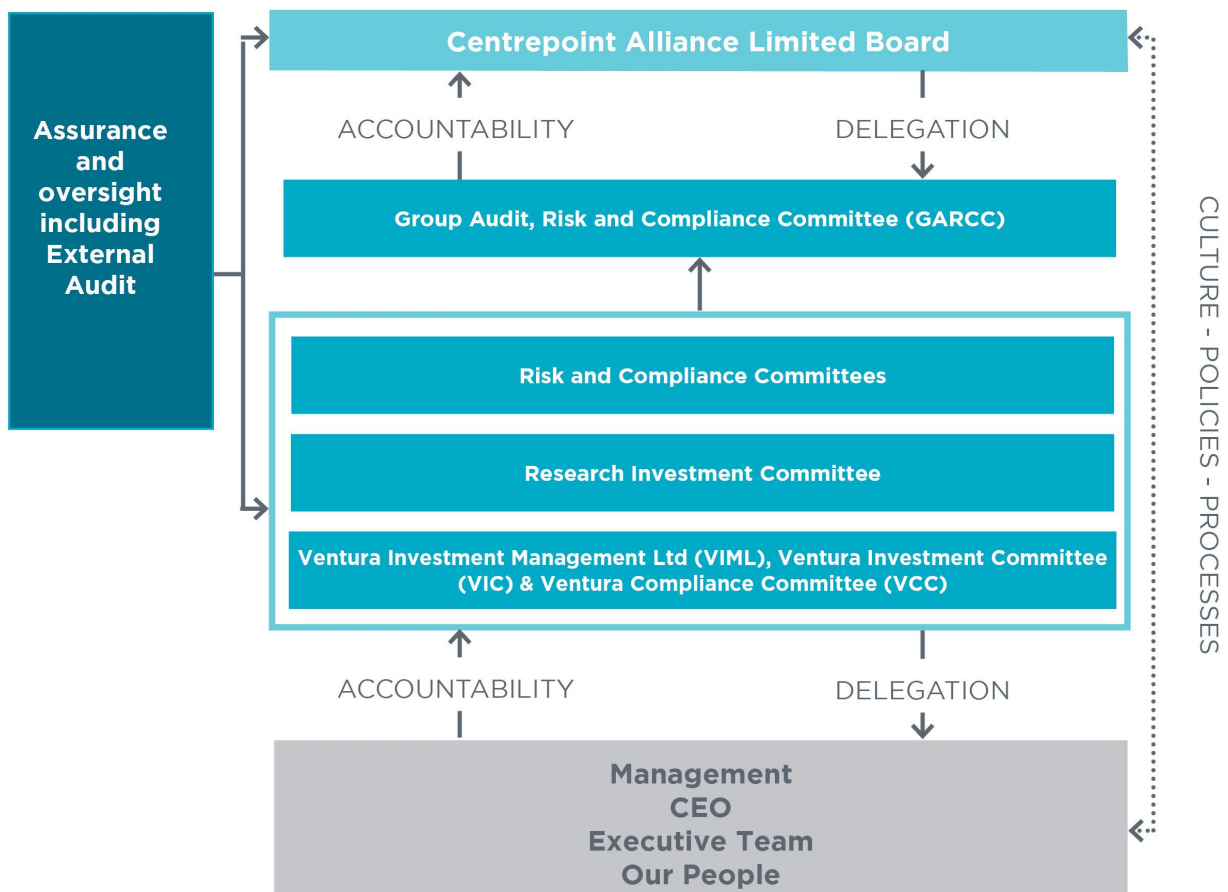 Centrepoint Alliance Limited Board
Assurance
and
oversight
including
External
Audit
ACCOUNTABILITY
DELEGATION
Group Audit, Risk and Compliance Committee (GARCC)
Risk and Compliance Committees
Research Investment Committee
Ventura Investment Management Ltd (VIML), Ventura Investment Committee
(VIC) & Ventura Compliance Committee (VCC)
ACCOUNTABILITY
DELEGATION
Management
CEO
Executive Team
Our People
CULTURE - POLICIES - PROCESSES